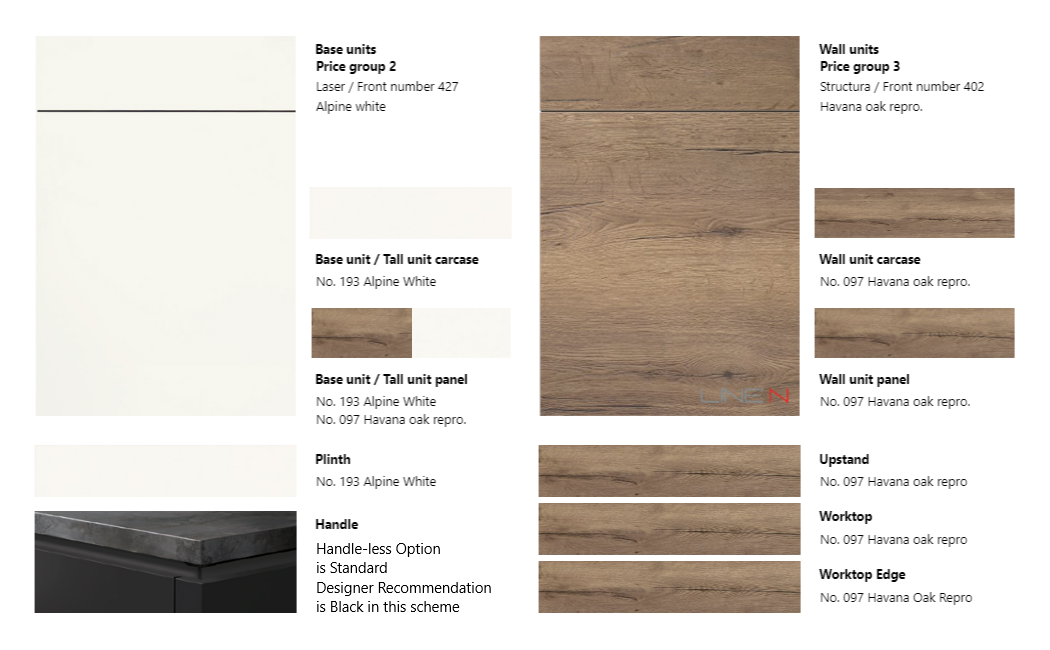 Base units
Price group 2
Laser / Front number 427
Alpine white
Base unit / Tall unit carcase
No. 193 Alpine White
Base unit / Tall unit panel
No. 193 Alpine White
No. 097 Havana oak repro.
Plinth
No. 193 Alpine White
Handle
Handle-less Option
is Standard
Designer Recommendation
is Black in this scheme
Wall units
Price group 3
Structura / Front number 402
Havana oak repro.
Wall unit carcase
No. 097 Havana oak repro.
LINE N
Wall unit panel
No. 097 Havana oak repro.
Upstand
No. 097 Havana oak repro
Worktop
No. 097 Havana oak repro
Worktop Edge
No. 097 Havana Oak Repro